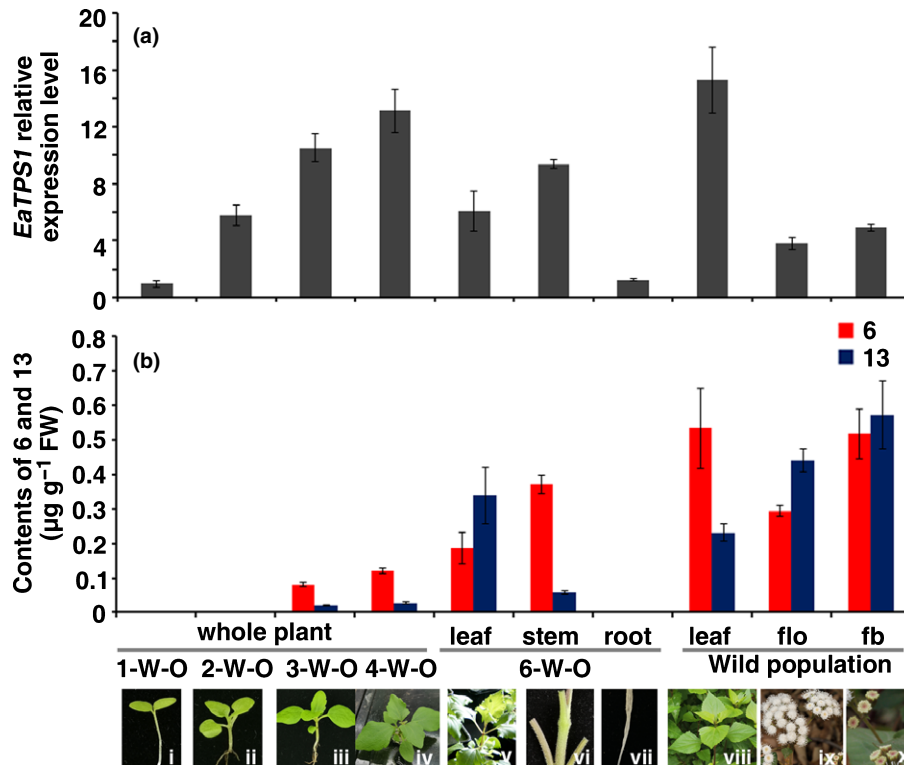 (a)
EaTPS1 relative
expression level
20
16
12
8
4
0
(b)
6
13
Contents of 6 and 13
(µg g⁻¹ FW)
0.8
0.7
0.6
0.5
0.4
0.3
0.2
0.1
0
whole plant leaf stem root leaf flo fb
1-W-O 2-W-O 3-W-O 4-W-O 6-W-O Wild population
i ii iii iv v vi vii viii ix x